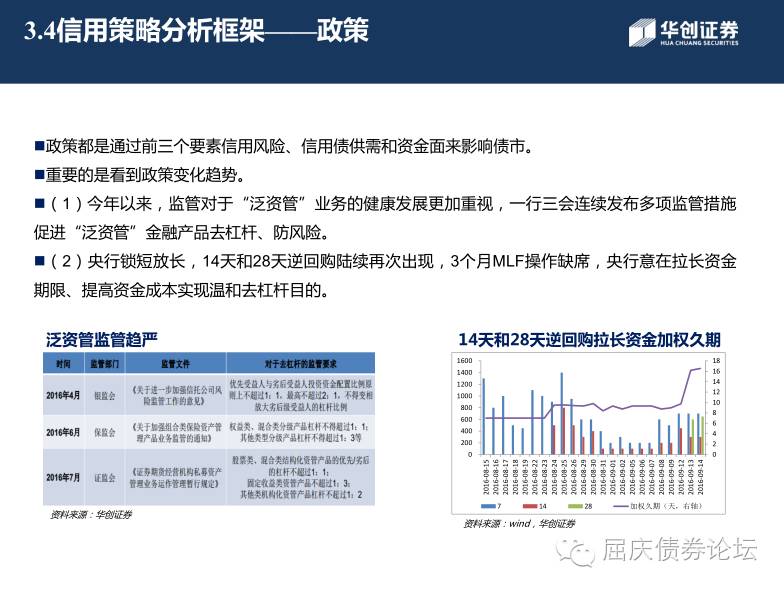 3.4信用策略分析框架——政策
华创证券
HUA CHUANG SECURITIES
■政策都是通过前三个要素信用风险、信用债供需和资金面来影响债市。
■重要的是看到政策变化趋势。
■（1）今年以来，监管对于“泛资管”业务的健康发展更加重视，一行三会连续发布多项监管措施
促进“泛资管”金融产品去杠杆、防风险。
■（2）央行锁短放长，14天和28天逆回购陆续再次出现，3个月MLF操作缺席，央行意在拉长资金
期限、提高资金成本实现温和去杠杆目的。
泛资管监管趋严
时间 监管部门 监管文件 对于去杠杆的监管要求
2016年4月 银监会 《关于进一步加强信托公司风
险监管工作的意见》
优先受益人与劣后受益人投资资金配置比例原
则上不超过1：1，最高不超过2：1，不得变相
放大劣后级受益人的杠杆比例
2016年6月 保监会 《关于加强组合类保险资产管
理产品业务监管的通知》
权益类、混合类分级产品杠杆不得超过1：1；
其他类型分级产品杠杆不得超过1：3等
2016年7月 证监会 《证券期货经营机构私募资产
管理业务运作管理暂行规定》
股票类、混合类结构化资管产品的优先/劣后
的杠杆不超过1：1；
固定收益类资管产品不超过1：3；
其他类机构化资管产品杠杆不超过1：2
资料来源：华创证券
14天和28天逆回购拉长资金加权久期
1600
1400
1200
1000
800
600
400
200
0
18
16
14
12
10
8
6
4
2
0
2016-08-15
2016-08-16
2016-08-17
2016-08-18
2016-08-19
2016-08-22
2016-08-23
2016-08-24
2016-08-25
2016-08-26
2016-08-29
2016-08-30
2016-08-31
2016-09-01
2016-09-02
2016-09-05
2016-09-06
2016-09-07
2016-09-08
2016-09-09
2016-09-12
2016-09-13
2016-09-14
7 14 28 加权久期（天，右轴）
资料来源：wind，华创证券
屈庆债券论坛